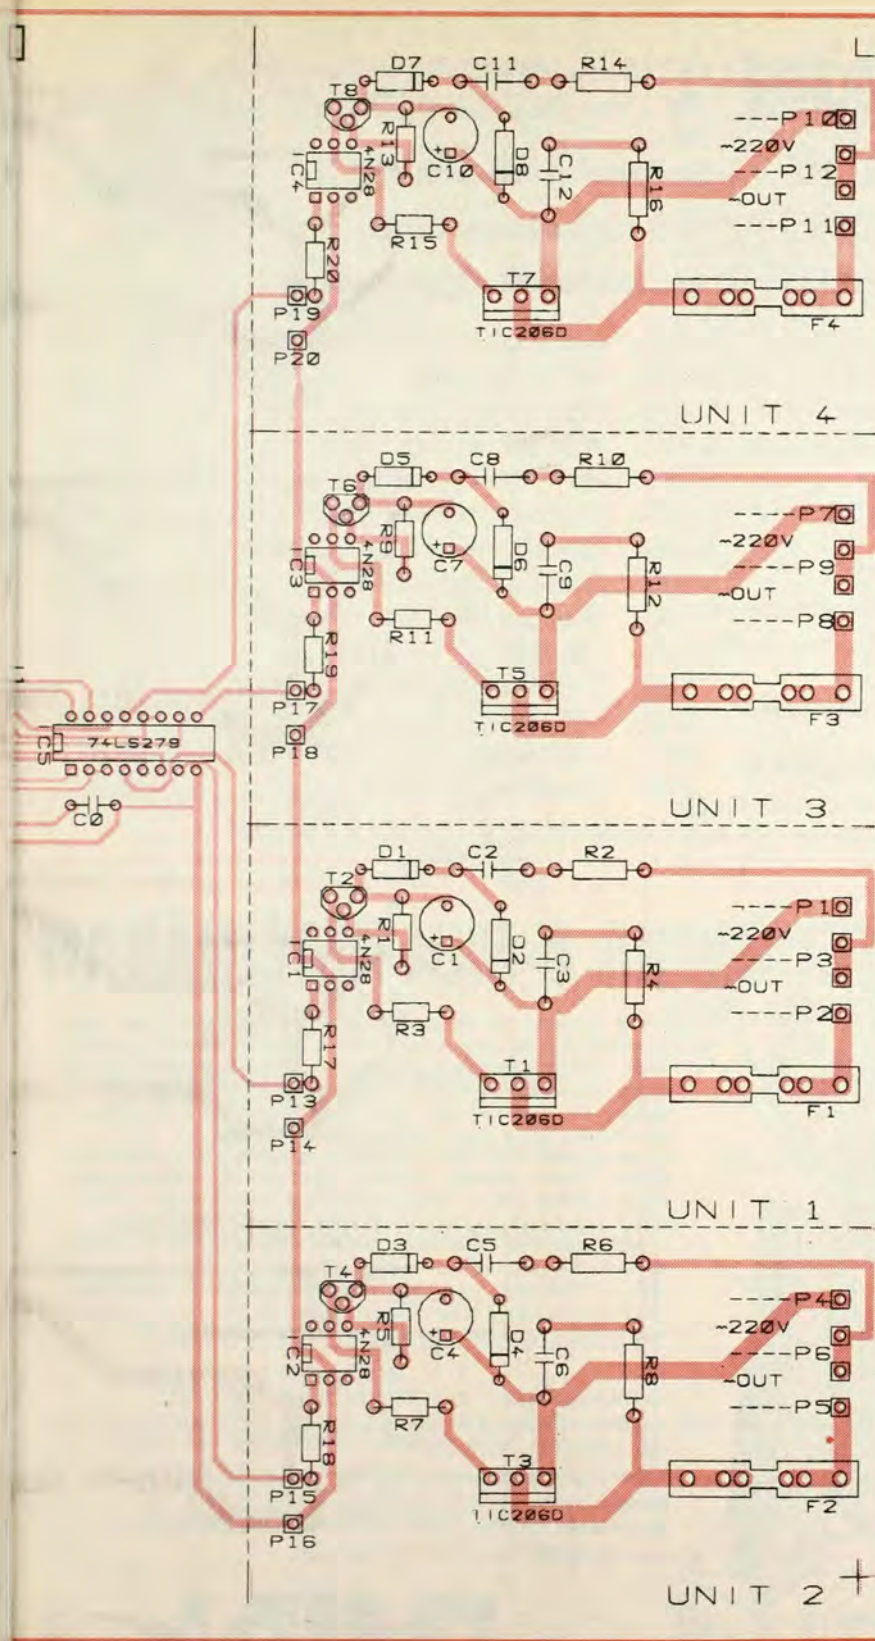 D7 C11 R14
T8
R13
C10
D8
C12
R16
----P10
~220V
----P12
~OUT
----P11
IC4
4N28
R15
R20
T7
P19
TIC206D
F4
P20
UNIT 4
D5 C8 R10
T6
R9
C7
D6
C9
R12
----P7
~220V
----P9
~OUT
----P8
IC3
4N28
R11
R19
T5
P17
TIC206D
F3
P18
IC5
74LS279
C0
UNIT 3
D1 C2 R2
T2
R1
C1
D2
C3
R4
----P1
~220V
----P3
~OUT
----P2
IC1
4N28
R3
R17
T1
P13
TIC206D
F1
P14
UNIT 1
D3 C5 R6
T4
R5
C4
D4
C6
R8
----P4
~220V
----P6
~OUT
----P5
IC2
4N28
R7
R18
T3
P15
TIC206D
F2
P16
UNIT 2